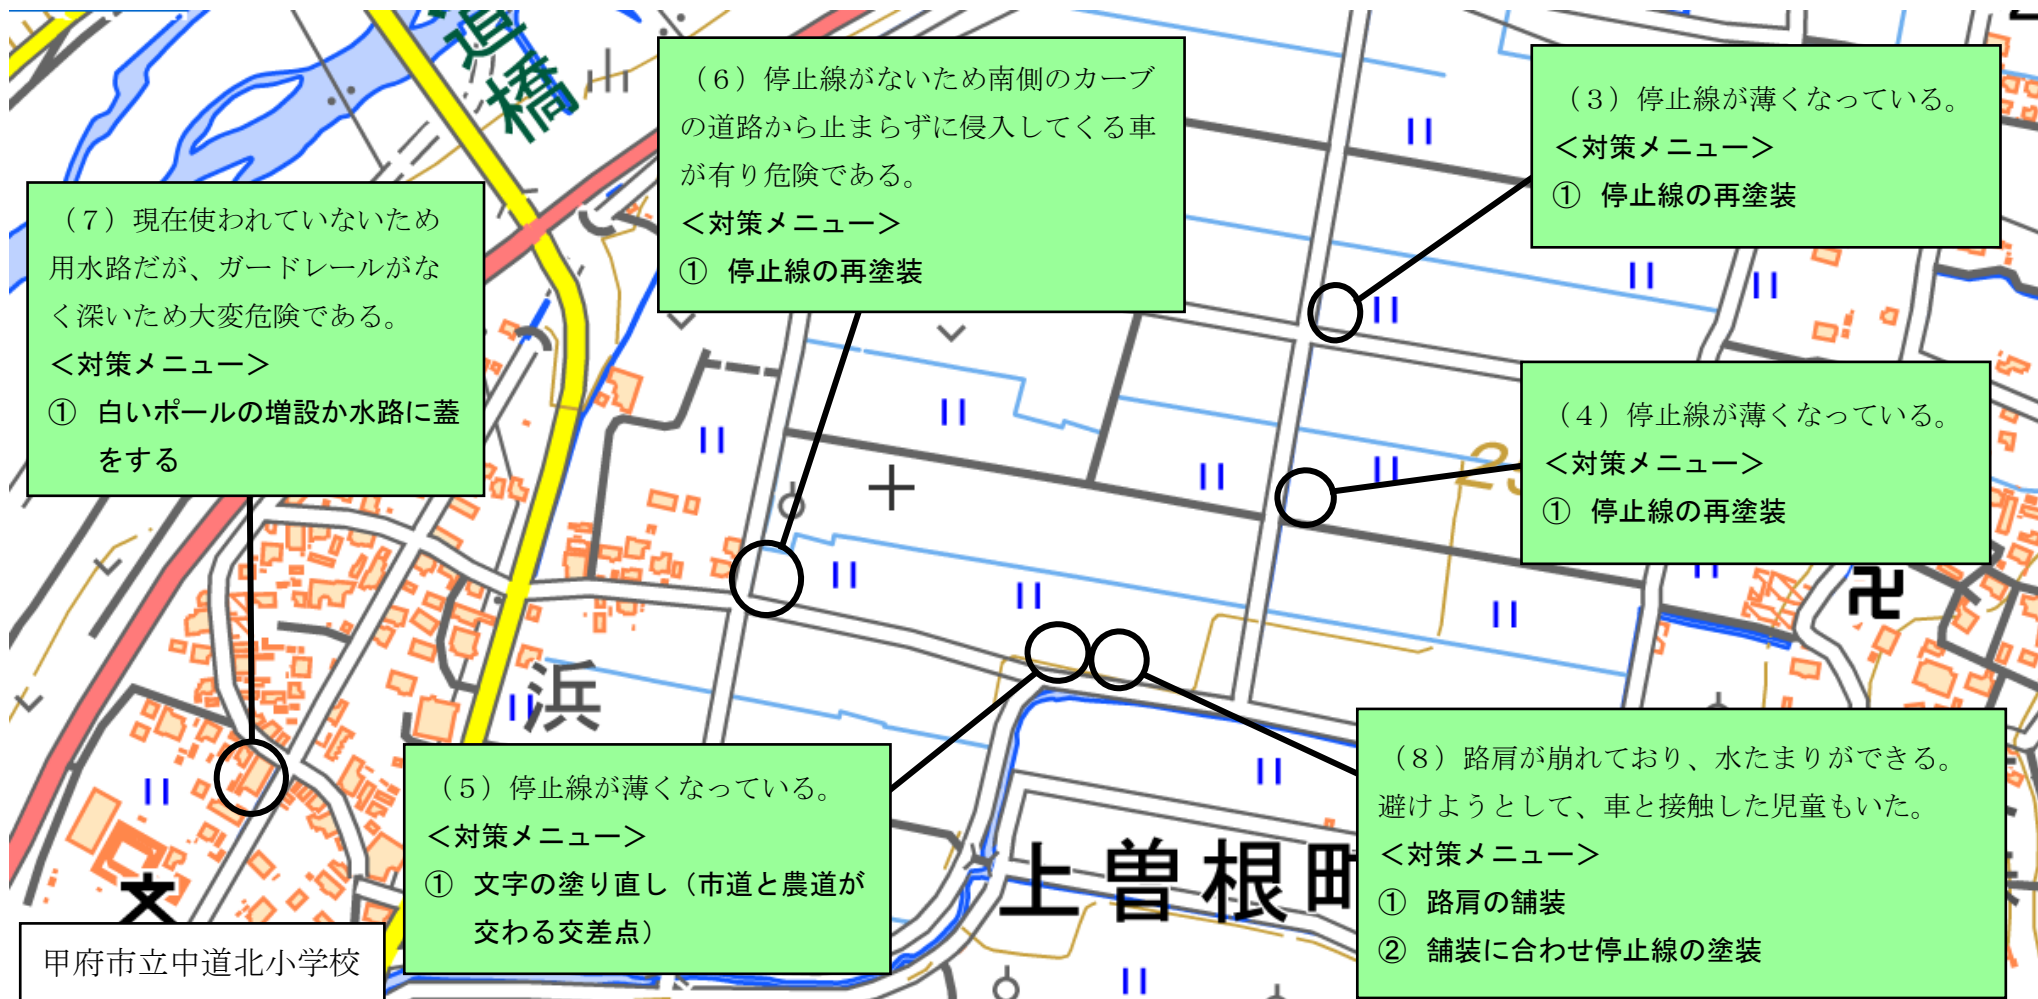 道橋
（６）停止線がないため南側のカーブ
の道路から止まらずに侵入してくる車
が有り危険である。
＜対策メニュー＞
① 停止線の再塗装
（３）停止線が薄くなっている。
＜対策メニュー＞
① 停止線の再塗装
（７）現在使われていないため
用水路だが、ガードレールがな
く深いため大変危険である。
＜対策メニュー＞
① 白いポールの増設か水路に蓋
をする
（４）停止線が薄くなっている。
＜対策メニュー＞
① 停止線の再塗装
浜
（５）停止線が薄くなっている。
＜対策メニュー＞
① 文字の塗り直し（市道と農道が
交わる交差点）
（８）路肩が崩れており、水たまりができる。
避けようとして、車と接触した児童もいた。
＜対策メニュー＞
① 路肩の舗装
② 舗装に合わせ停止線の塗装
上曽根町
甲府市立中道北小学校